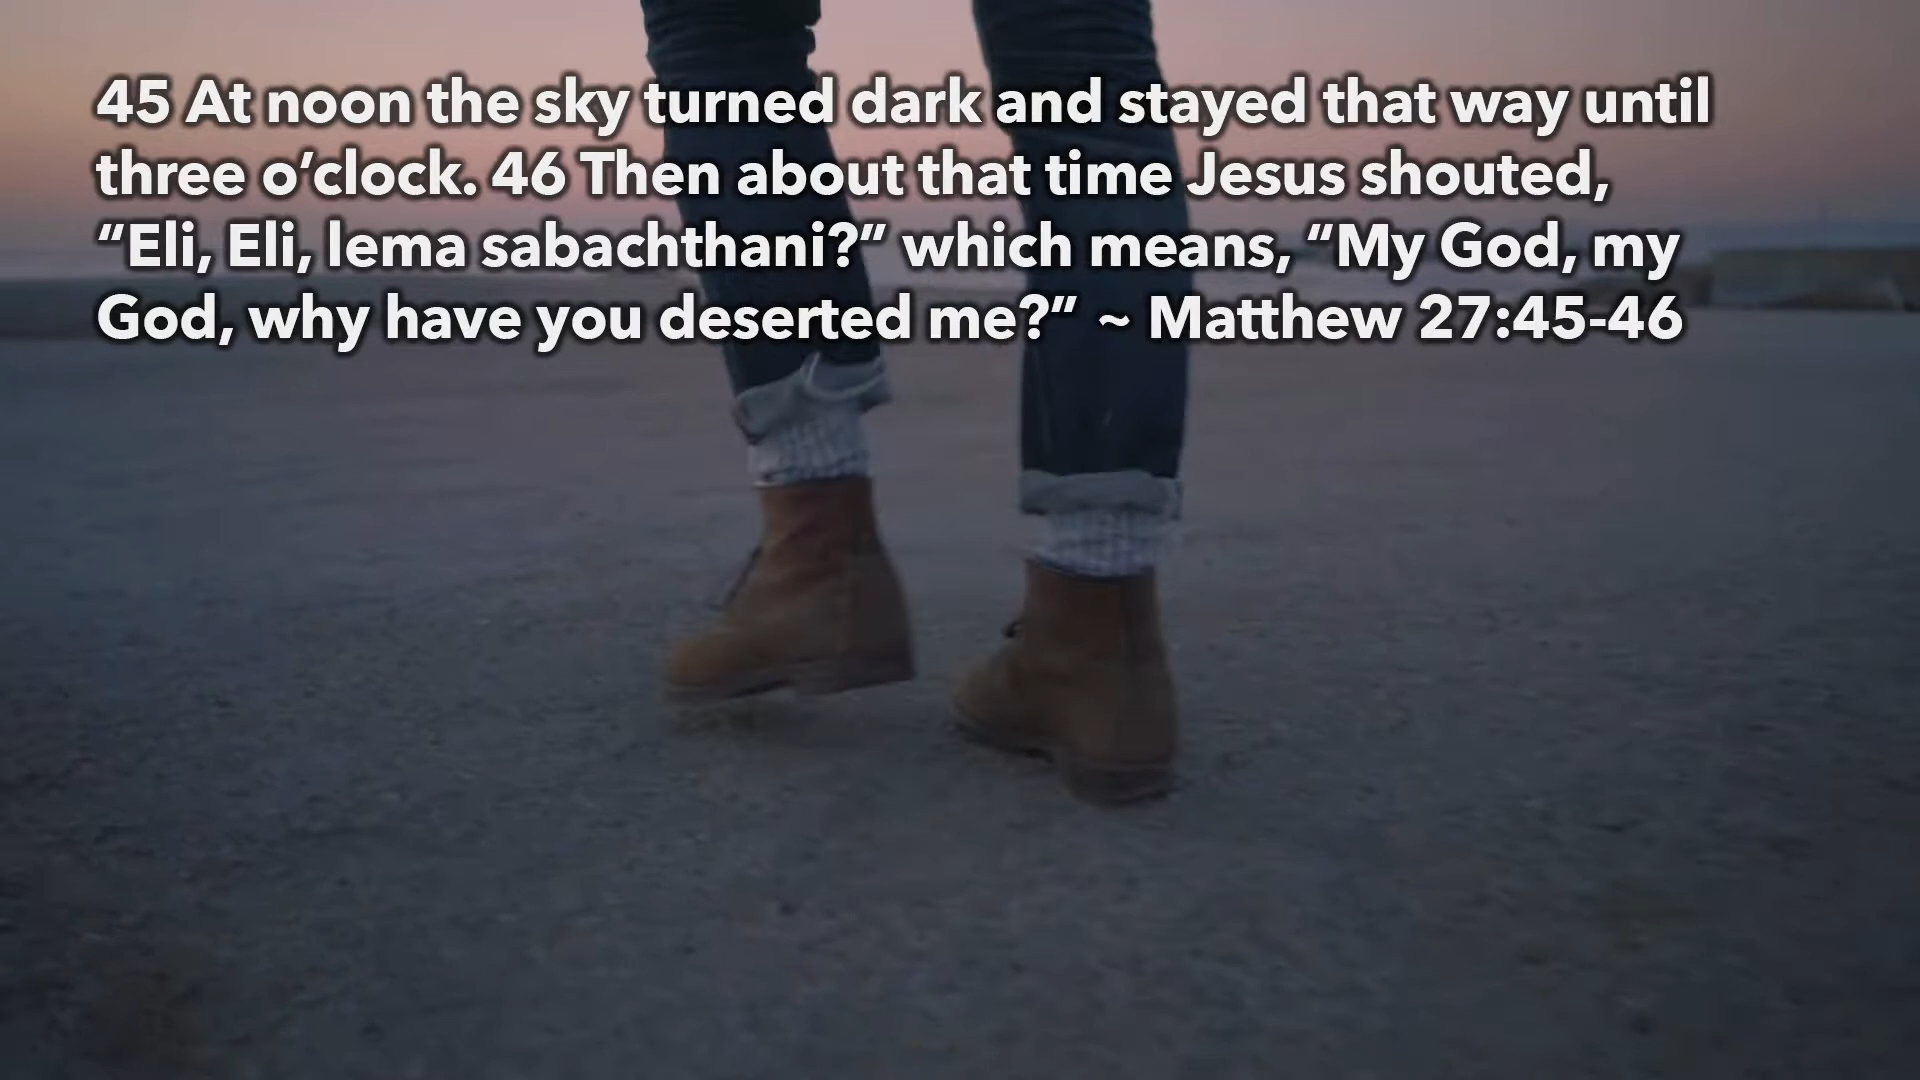 45 At noon the sky turned dark and stayed that way until
three o’clock. 46 Then about that time Jesus shouted,
“Eli, Eli, lema sabachthani?” which means, “My God, my
God, why have you deserted me?” ~ Matthew 27:45-46